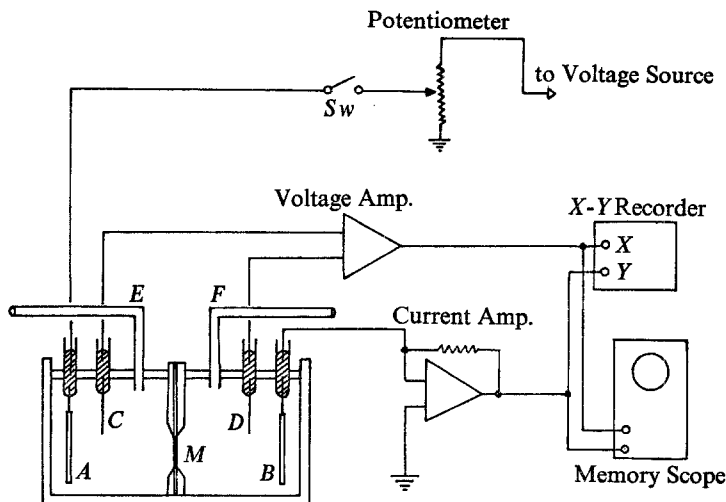 Potentiometer
to Voltage Source
Sw
Voltage Amp.
X-Y Recorder
X
Y
E
F
Current Amp.
C
D
M
A
B
Memory Scope